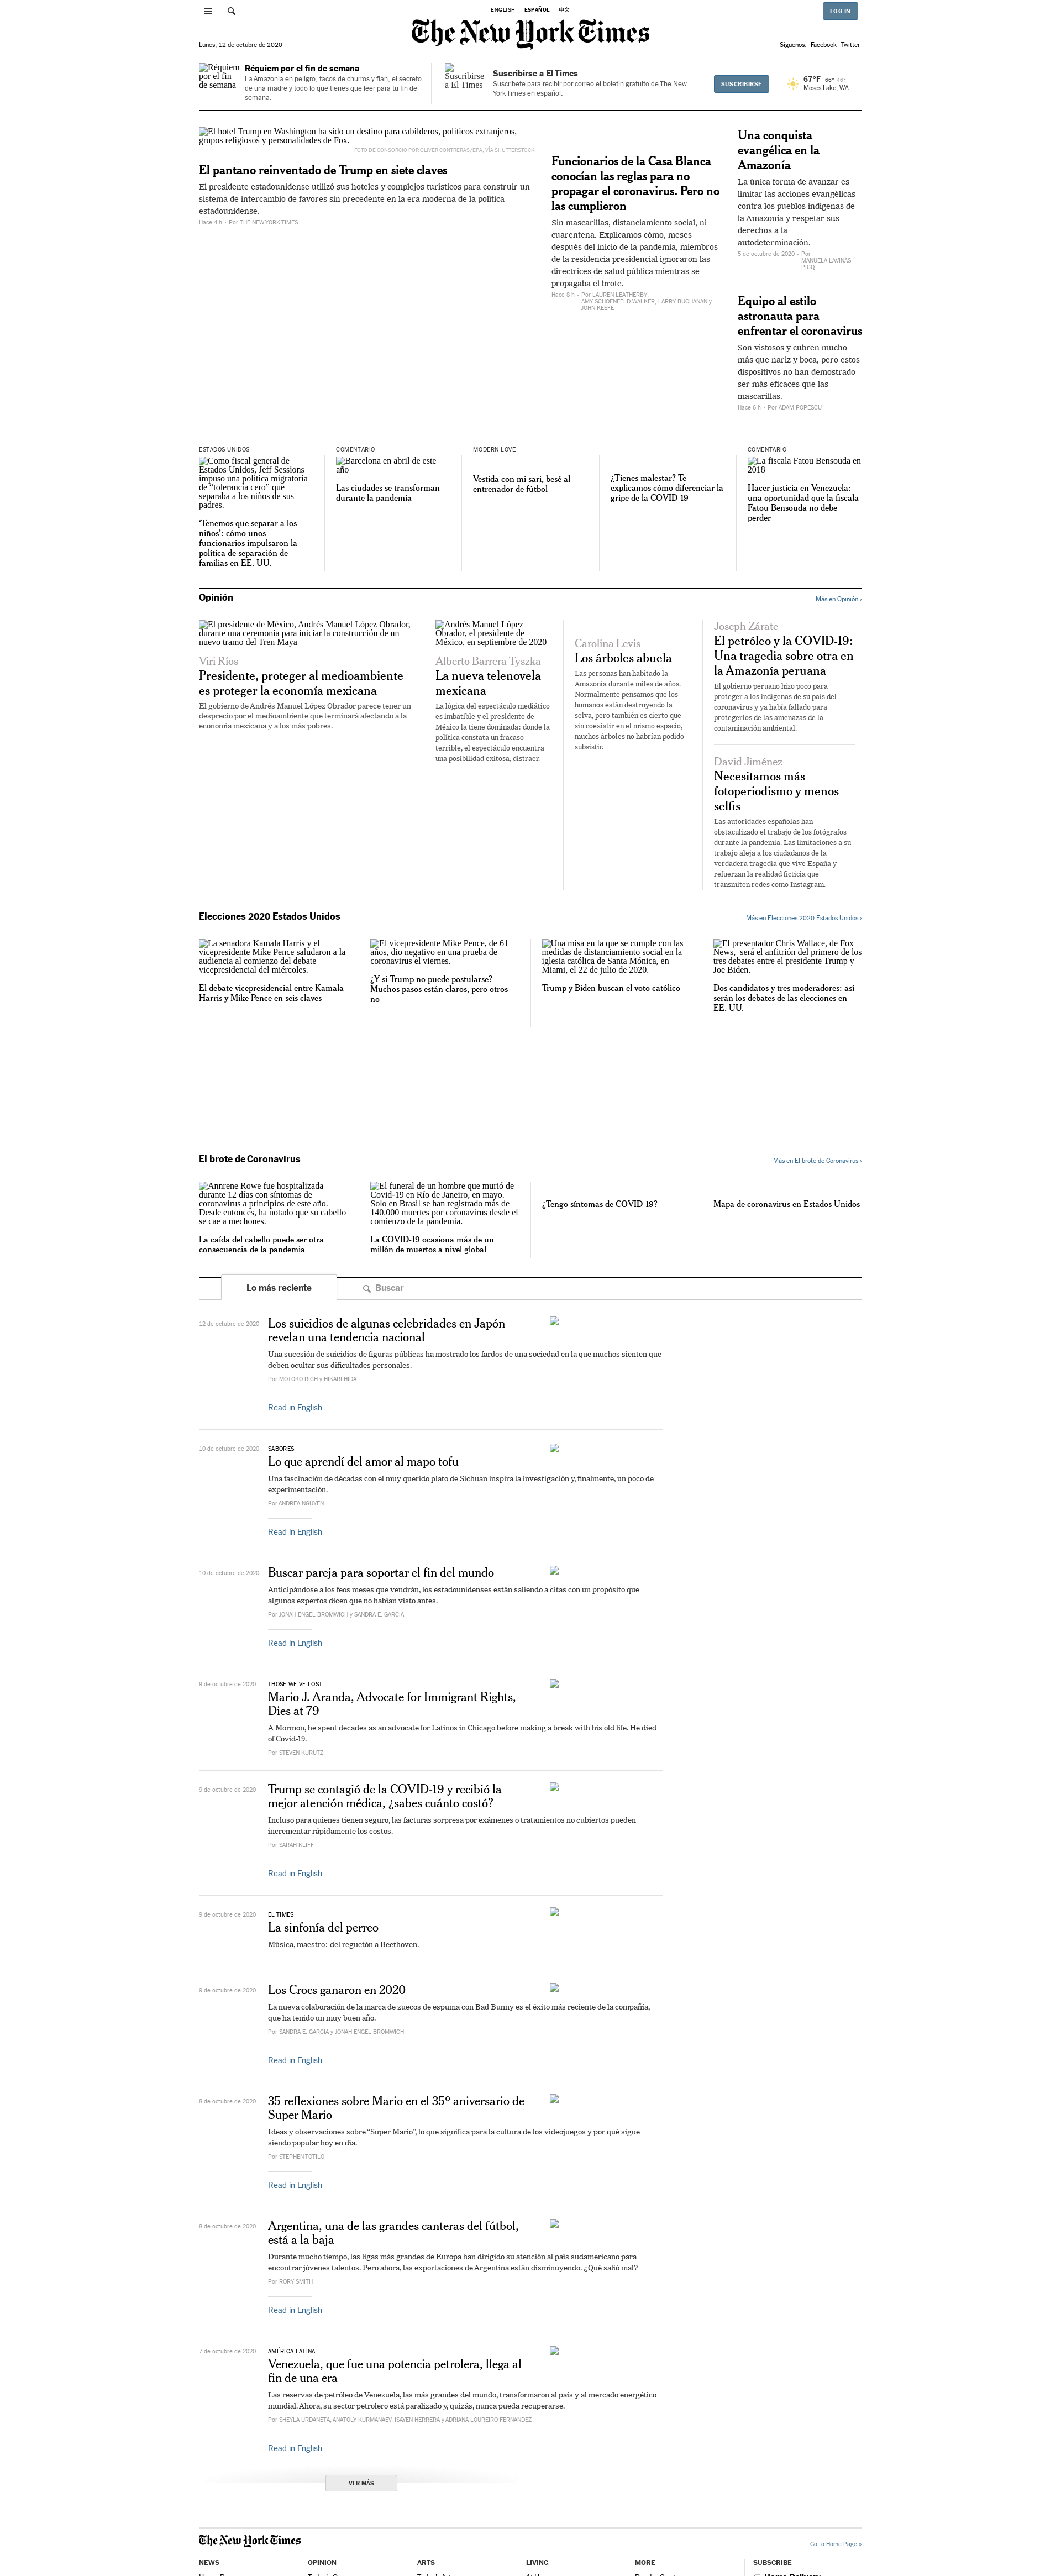 ENGLISH ESPAÑOL 中文
LOG IN
The New York Times
Lunes, 12 de octubre de 2020
Síguenos: Facebook Twitter
Réquiem por el fin de semana
Réquiem por el fin de semana
La Amazonía en peligro, tacos de churros y flan, el secreto
de una madre y todo lo que tienes que leer para tu fin de
semana.
Suscribirse a El Times
Suscribirse a El Times
Suscríbete para recibir por correo el boletín gratuito de The New
York Times en español.
SUSCRIBIRSE
67°F 88° 48°
Moses Lake, WA
El hotel Trump en Washington ha sido un destino para cabilderos, políticos extranjeros,
grupos religiosos y personalidades de Fox.
FOTO DE CONSORCIO POR OLIVER CONTRERAS/EPA, VÍA SHUTTERSTOCK
El pantano reinventado de Trump en siete claves
El presidente estadounidense utilizó sus hoteles y complejos turísticos para construir un
sistema de intercambio de favores sin precedente en la era moderna de la política
estadounidense.
Hace 4 h - Por THE NEW YORK TIMES
Funcionarios de la Casa Blanca
conocían las reglas para no
propagar el coronavirus. Pero no
las cumplieron
Sin mascarillas, distanciamiento social, ni
cuarentena. Explicamos cómo, meses
después del inicio de la pandemia, miembros
de la residencia presidencial ignoraron las
directrices de salud pública mientras se
propagaba el brote.
Hace 8 h - Por LAUREN LEATHERBY,
AMY SCHOENFELD WALKER, LARRY BUCHANAN y
JOHN KEEFE
Una conquista
evangélica en la
Amazonía
La única forma de avanzar es
limitar las acciones evangélicas
contra los pueblos indígenas de
la Amazonia y respetar sus
derechos a la
autodeterminación.
5 de octubre de 2020 - Por
MANUELA LAVINAS
PICQ
Equipo al estilo
astronauta para
enfrentar el coronavirus
Son vistosos y cubren mucho
más que nariz y boca, pero estos
dispositivos no han demostrado
ser más eficaces que las
mascarillas.
Hace 6 h - Por ADAM POPESCU
ESTADOS UNIDOS
Como fiscal general de
Estados Unidos, Jeff Sessions
impuso una política migratoria
de “tolerancia cero” que
separaba a los niños de sus
padres.
‘Tenemos que separar a los
niños’: cómo unos
funcionarios impulsaron la
política de separación de
familias en EE. UU.
COMENTARIO
Barcelona en abril de este
año
Las ciudades se transforman
durante la pandemia
MODERN LOVE
Vestida con mi sari, besé al
entrenador de fútbol
¿Tienes malestar? Te
explicamos cómo diferenciar la
gripe de la COVID-19
COMENTARIO
La fiscala Fatou Bensouda en
2018
Hacer justicia en Venezuela:
una oportunidad que la fiscala
Fatou Bensouda no debe
perder
Opinión
Más en Opinión ›
El presidente de México, Andrés Manuel López Obrador,
durante una ceremonia para iniciar la construcción de un
nuevo tramo del Tren Maya
Viri Ríos
Presidente, proteger al medioambiente
es proteger la economía mexicana
El gobierno de Andrés Manuel López Obrador parece tener un
desprecio por el medioambiente que terminará afectando a la
economía mexicana y a los más pobres.
Andrés Manuel López
Obrador, el presidente de
México, en septiembre de 2020
Alberto Barrera Tyszka
La nueva telenovela
mexicana
La lógica del espectáculo mediático
es imbatible y el presidente de
México la tiene dominada: donde la
política constata un fracaso
terrible, el espectáculo encuentra
una posibilidad exitosa, distraer.
Carolina Levis
Los árboles abuela
Las personas han habitado la
Amazonia durante miles de años.
Normalmente pensamos que los
humanos están destruyendo la
selva, pero también es cierto que
sin coexistir en el mismo espacio,
muchos árboles no habrían podido
subsistir.
Joseph Zárate
El petróleo y la COVID-19:
Una tragedia sobre otra en
la Amazonía peruana
El gobierno peruano hizo poco para
proteger a los indígenas de su país del
coronavirus y ya había fallado para
protegerlos de las amenazas de la
contaminación ambiental.
David Jiménez
Necesitamos más
fotoperiodismo y menos
selfis
Las autoridades españolas han
obstaculizado el trabajo de los fotógrafos
durante la pandemia. Las limitaciones a su
trabajo aleja a los ciudadanos de la
verdadera tragedia que vive España y
refuerzan la realidad ficticia que
transmiten redes como Instagram.
Elecciones 2020 Estados Unidos
Más en Elecciones 2020 Estados Unidos ›
La senadora Kamala Harris y el
vicepresidente Mike Pence saludaron a la
audiencia al comienzo del debate
vicepresidencial del miércoles.
El debate vicepresidencial entre Kamala
Harris y Mike Pence en seis claves
El vicepresidente Mike Pence, de 61
años, dio negativo en una prueba de
coronavirus el viernes.
¿Y si Trump no puede postularse?
Muchos pasos están claros, pero otros
no
Una misa en la que se cumple con las
medidas de distanciamiento social en la
iglesia católica de Santa Mónica, en
Miami, el 22 de julio de 2020.
Trump y Biden buscan el voto católico
El presentador Chris Wallace, de Fox
News, será el anfitrión del primero de los
tres debates entre el presidente Trump y
Joe Biden.
Dos candidatos y tres moderadores: así
serán los debates de las elecciones en
EE. UU.
El brote de Coronavirus
Más en El brote de Coronavirus ›
Annrene Rowe fue hospitalizada
durante 12 días con síntomas de
coronavirus a principios de este año.
Desde entonces, ha notado que su cabello
se cae a mechones.
La caída del cabello puede ser otra
consecuencia de la pandemia
El funeral de un hombre que murió de
Covid-19 en Río de Janeiro, en mayo.
Solo en Brasil se han registrado más de
140.000 muertes por coronavirus desde el
comienzo de la pandemia.
La COVID-19 ocasiona más de un
millón de muertos a nivel global
¿Tengo síntomas de COVID-19?
Mapa de coronavirus en Estados Unidos
Lo más reciente
Buscar
12 de octubre de 2020
Los suicidios de algunas celebridades en Japón
revelan una tendencia nacional
Una sucesión de suicidios de figuras públicas ha mostrado los fardos de una sociedad en la que muchos sienten que
deben ocultar sus dificultades personales.
Por MOTOKO RICH y HIKARI HIDA
Read in English
10 de octubre de 2020
SABORES
Lo que aprendí del amor al mapo tofu
Una fascinación de décadas con el muy querido plato de Sichuan inspira la investigación y, finalmente, un poco de
experimentación.
Por ANDREA NGUYEN
Read in English
10 de octubre de 2020
Buscar pareja para soportar el fin del mundo
Anticipándose a los feos meses que vendrán, los estadounidenses están saliendo a citas con un propósito que
algunos expertos dicen que no habían visto antes.
Por JONAH ENGEL BROMWICH y SANDRA E. GARCIA
Read in English
9 de octubre de 2020
THOSE WE'VE LOST
Mario J. Aranda, Advocate for Immigrant Rights,
Dies at 79
A Mormon, he spent decades as an advocate for Latinos in Chicago before making a break with his old life. He died
of Covid-19.
Por STEVEN KURUTZ
9 de octubre de 2020
Trump se contagió de la COVID-19 y recibió la
mejor atención médica, ¿sabes cuánto costó?
Incluso para quienes tienen seguro, las facturas sorpresa por exámenes o tratamientos no cubiertos pueden
incrementar rápidamente los costos.
Por SARAH KLIFF
Read in English
9 de octubre de 2020
EL TIMES
La sinfonía del perreo
Música, maestro: del reguetón a Beethoven.
9 de octubre de 2020
Los Crocs ganaron en 2020
La nueva colaboración de la marca de zuecos de espuma con Bad Bunny es el éxito más reciente de la compañía,
que ha tenido un muy buen año.
Por SANDRA E. GARCIA y JONAH ENGEL BROMWICH
Read in English
8 de octubre de 2020
35 reflexiones sobre Mario en el 35º aniversario de
Super Mario
Ideas y observaciones sobre “Super Mario”, lo que significa para la cultura de los videojuegos y por qué sigue
siendo popular hoy en día.
Por STEPHEN TOTILO
Read in English
8 de octubre de 2020
Argentina, una de las grandes canteras del fútbol,
está a la baja
Durante mucho tiempo, las ligas más grandes de Europa han dirigido su atención al país sudamericano para
encontrar jóvenes talentos. Pero ahora, las exportaciones de Argentina están disminuyendo. ¿Qué salió mal?
Por RORY SMITH
Read in English
7 de octubre de 2020
AMÉRICA LATINA
Venezuela, que fue una potencia petrolera, llega al
fin de una era
Las reservas de petróleo de Venezuela, las más grandes del mundo, transformaron al país y al mercado energético
mundial. Ahora, su sector petrolero está paralizado y, quizás, nunca pueda recuperarse.
Por SHEYLA URDANETA, ANATOLY KURMANAEV, ISAYEN HERRERA y ADRIANA LOUREIRO FERNANDEZ
Read in English
VER MÁS
The New York Times
Go to Home Page »
NEWS OPINION ARTS LIVING MORE SUBSCRIBE